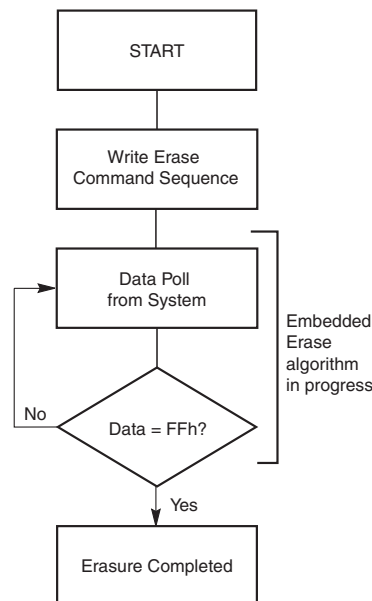 START
Write Erase
Command Sequence
Data Poll
from System
Embedded
Erase
algorithm
in progress
No
Data = FFh?
Yes
Erasure Completed